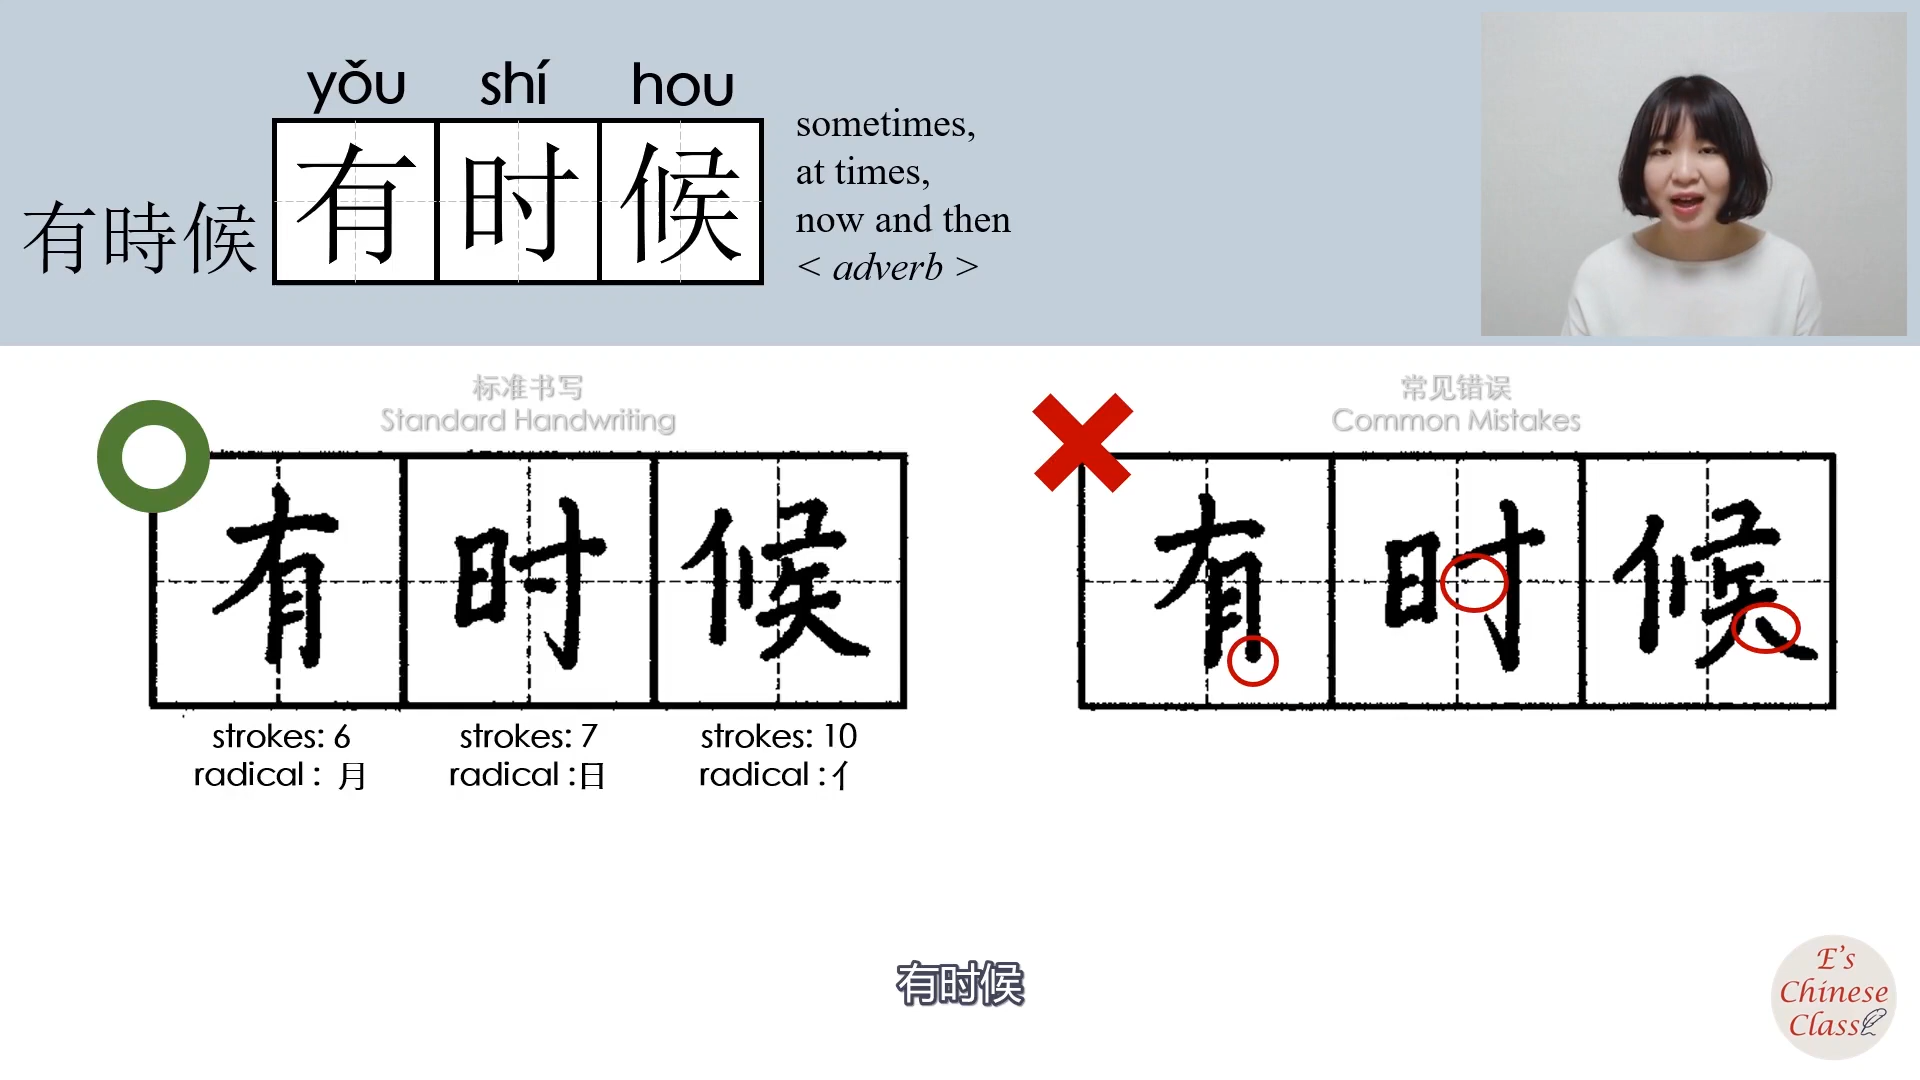 yǒu shí hou
有時候
有时候
sometimes,
at times,
now and then
< adverb >
标准书写
Standard Handwriting
有时候
strokes: 6
radical : 月
strokes: 7
radical :日
strokes: 10
radical :亻
常见错误
Common Mistakes
有时候
有时候
E's
Chinese
Class